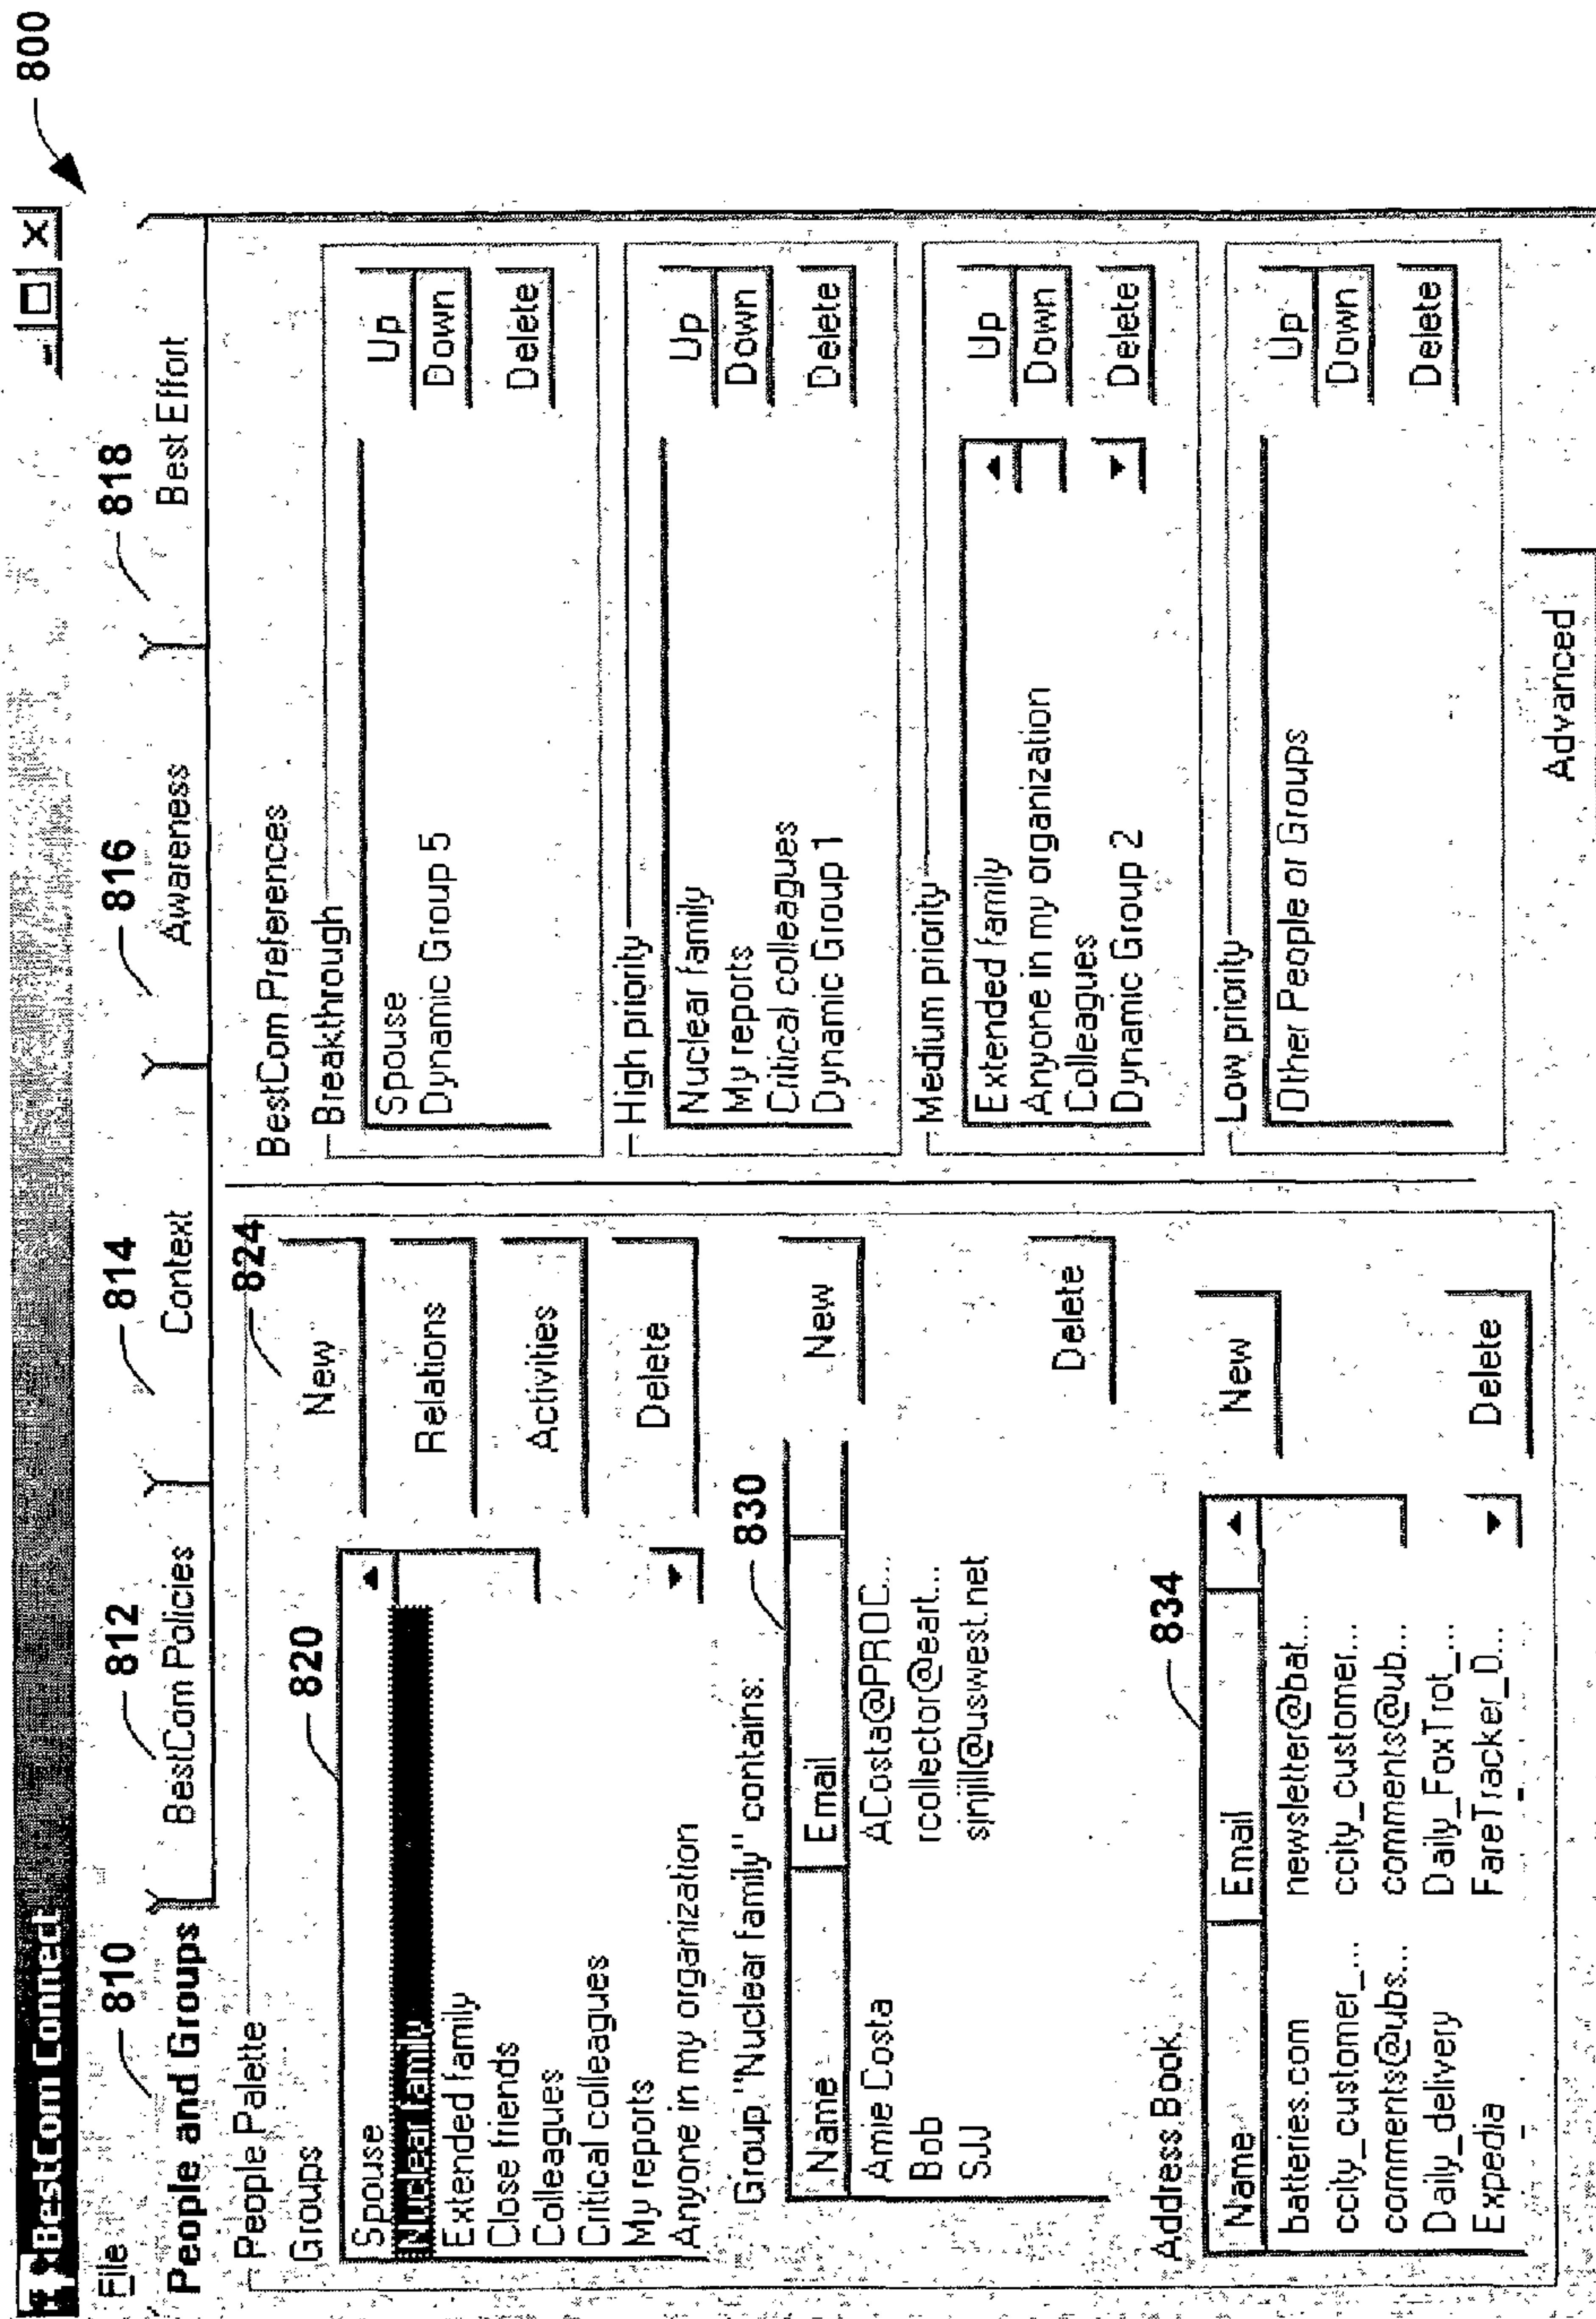 800
BestCom Connect
File
810
812
814
816
818
People and Groups
BestCom Policies
Context
Awareness
Best Effort
People Palette
Groups
820
824
Spouse
Nuclear family
Extended family
Close friends
Colleagues
Critical colleagues
My reports
Anyone in my organization
New
Relations
Activities
Delete
Group "Nuclear family" contains:
830
Name Email
Amie Costa ACosta@PROC...
Bob rcollector@eart...
SJJ sjnjill@uswest.net
New
Delete
Address Book
834
Name Email
batteries.com newsletter@bat...
ccity_customer_... ccity_customer...
comments@ubs... comments@ub...
Daily_delivery Daily_FoxTrot_...
Expedia FareTracker_D...
New
Delete
BestCom Preferences
Breakthrough
Spouse
Dynamic Group 5
Up
Down
Delete
High priority
Nuclear family
My reports
Critical colleagues
Dynamic Group 1
Up
Down
Delete
Medium priority
Extended family
Anyone in my organization
Colleagues
Dynamic Group 2
Up
Down
Delete
Low priority
Other People or Groups
Up
Down
Delete
Advanced